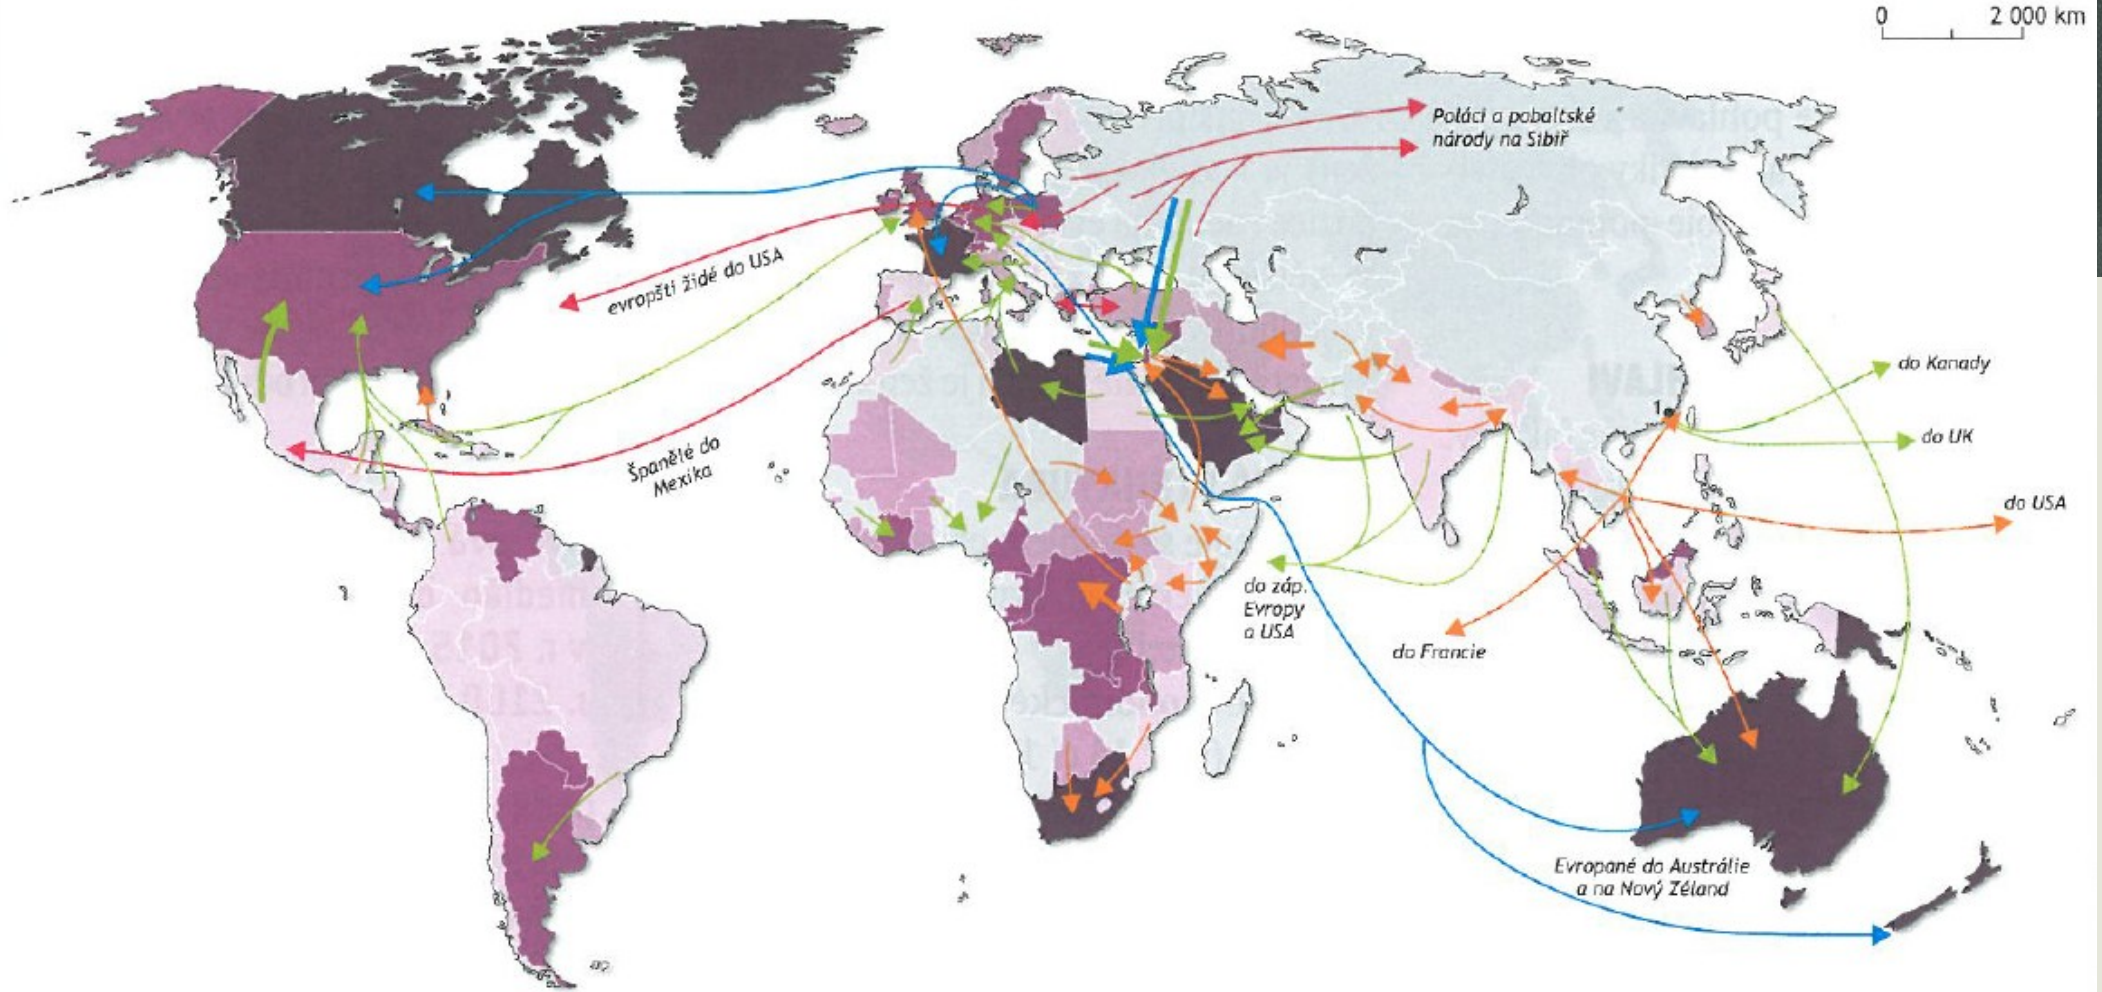 0 2 000 km
Poláci a pobaltské
národy na Sibiř
evropští židé do USA
Španělé do
Mexika
do Kanady
1
do UK
do USA
do záp.
Evropy
a USA
do Francie
Evropané do Austrálie
a na Nový Zéland